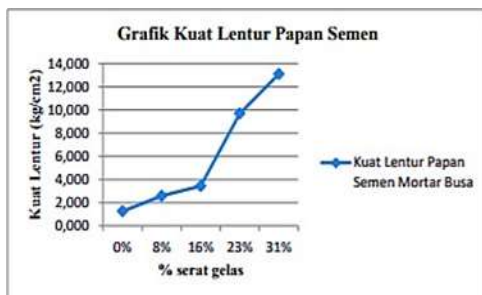 Grafik Kuat Lentur Papan Semen
14,000
12,000
10,000
8,000
6,000
4,000
2,000
0,000
Kuat Lentur (kg/cm2)
0% 8% 16% 23% 31%
% serat gelas
Kuat Lentur Papan
Semen Mortar Busa